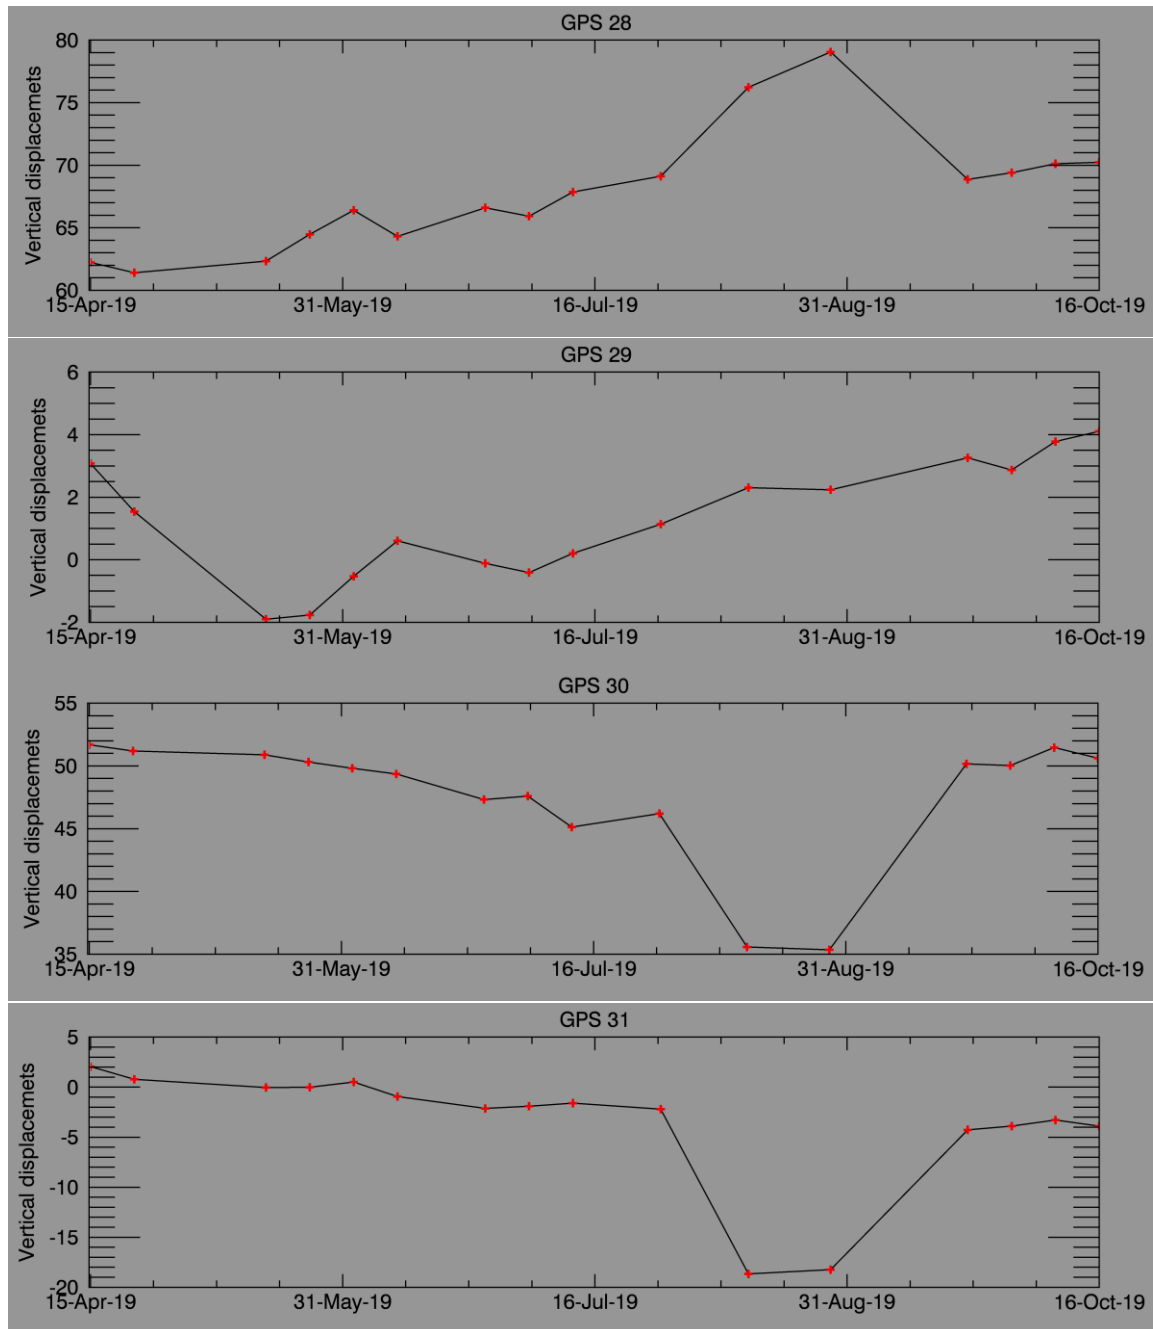 GPS 28
80
75
70
65
60
Vertical displacemets
15-Apr-19 31-May-19 16-Jul-19 31-Aug-19 16-Oct-19
GPS 29
6
4
2
0
-2
Vertical displacemets
15-Apr-19 31-May-19 16-Jul-19 31-Aug-19 16-Oct-19
GPS 30
55
50
45
40
35
Vertical displacemets
15-Apr-19 31-May-19 16-Jul-19 31-Aug-19 16-Oct-19
GPS 31
5
0
-5
-10
-15
-20
Vertical displacemets
15-Apr-19 31-May-19 16-Jul-19 31-Aug-19 16-Oct-19